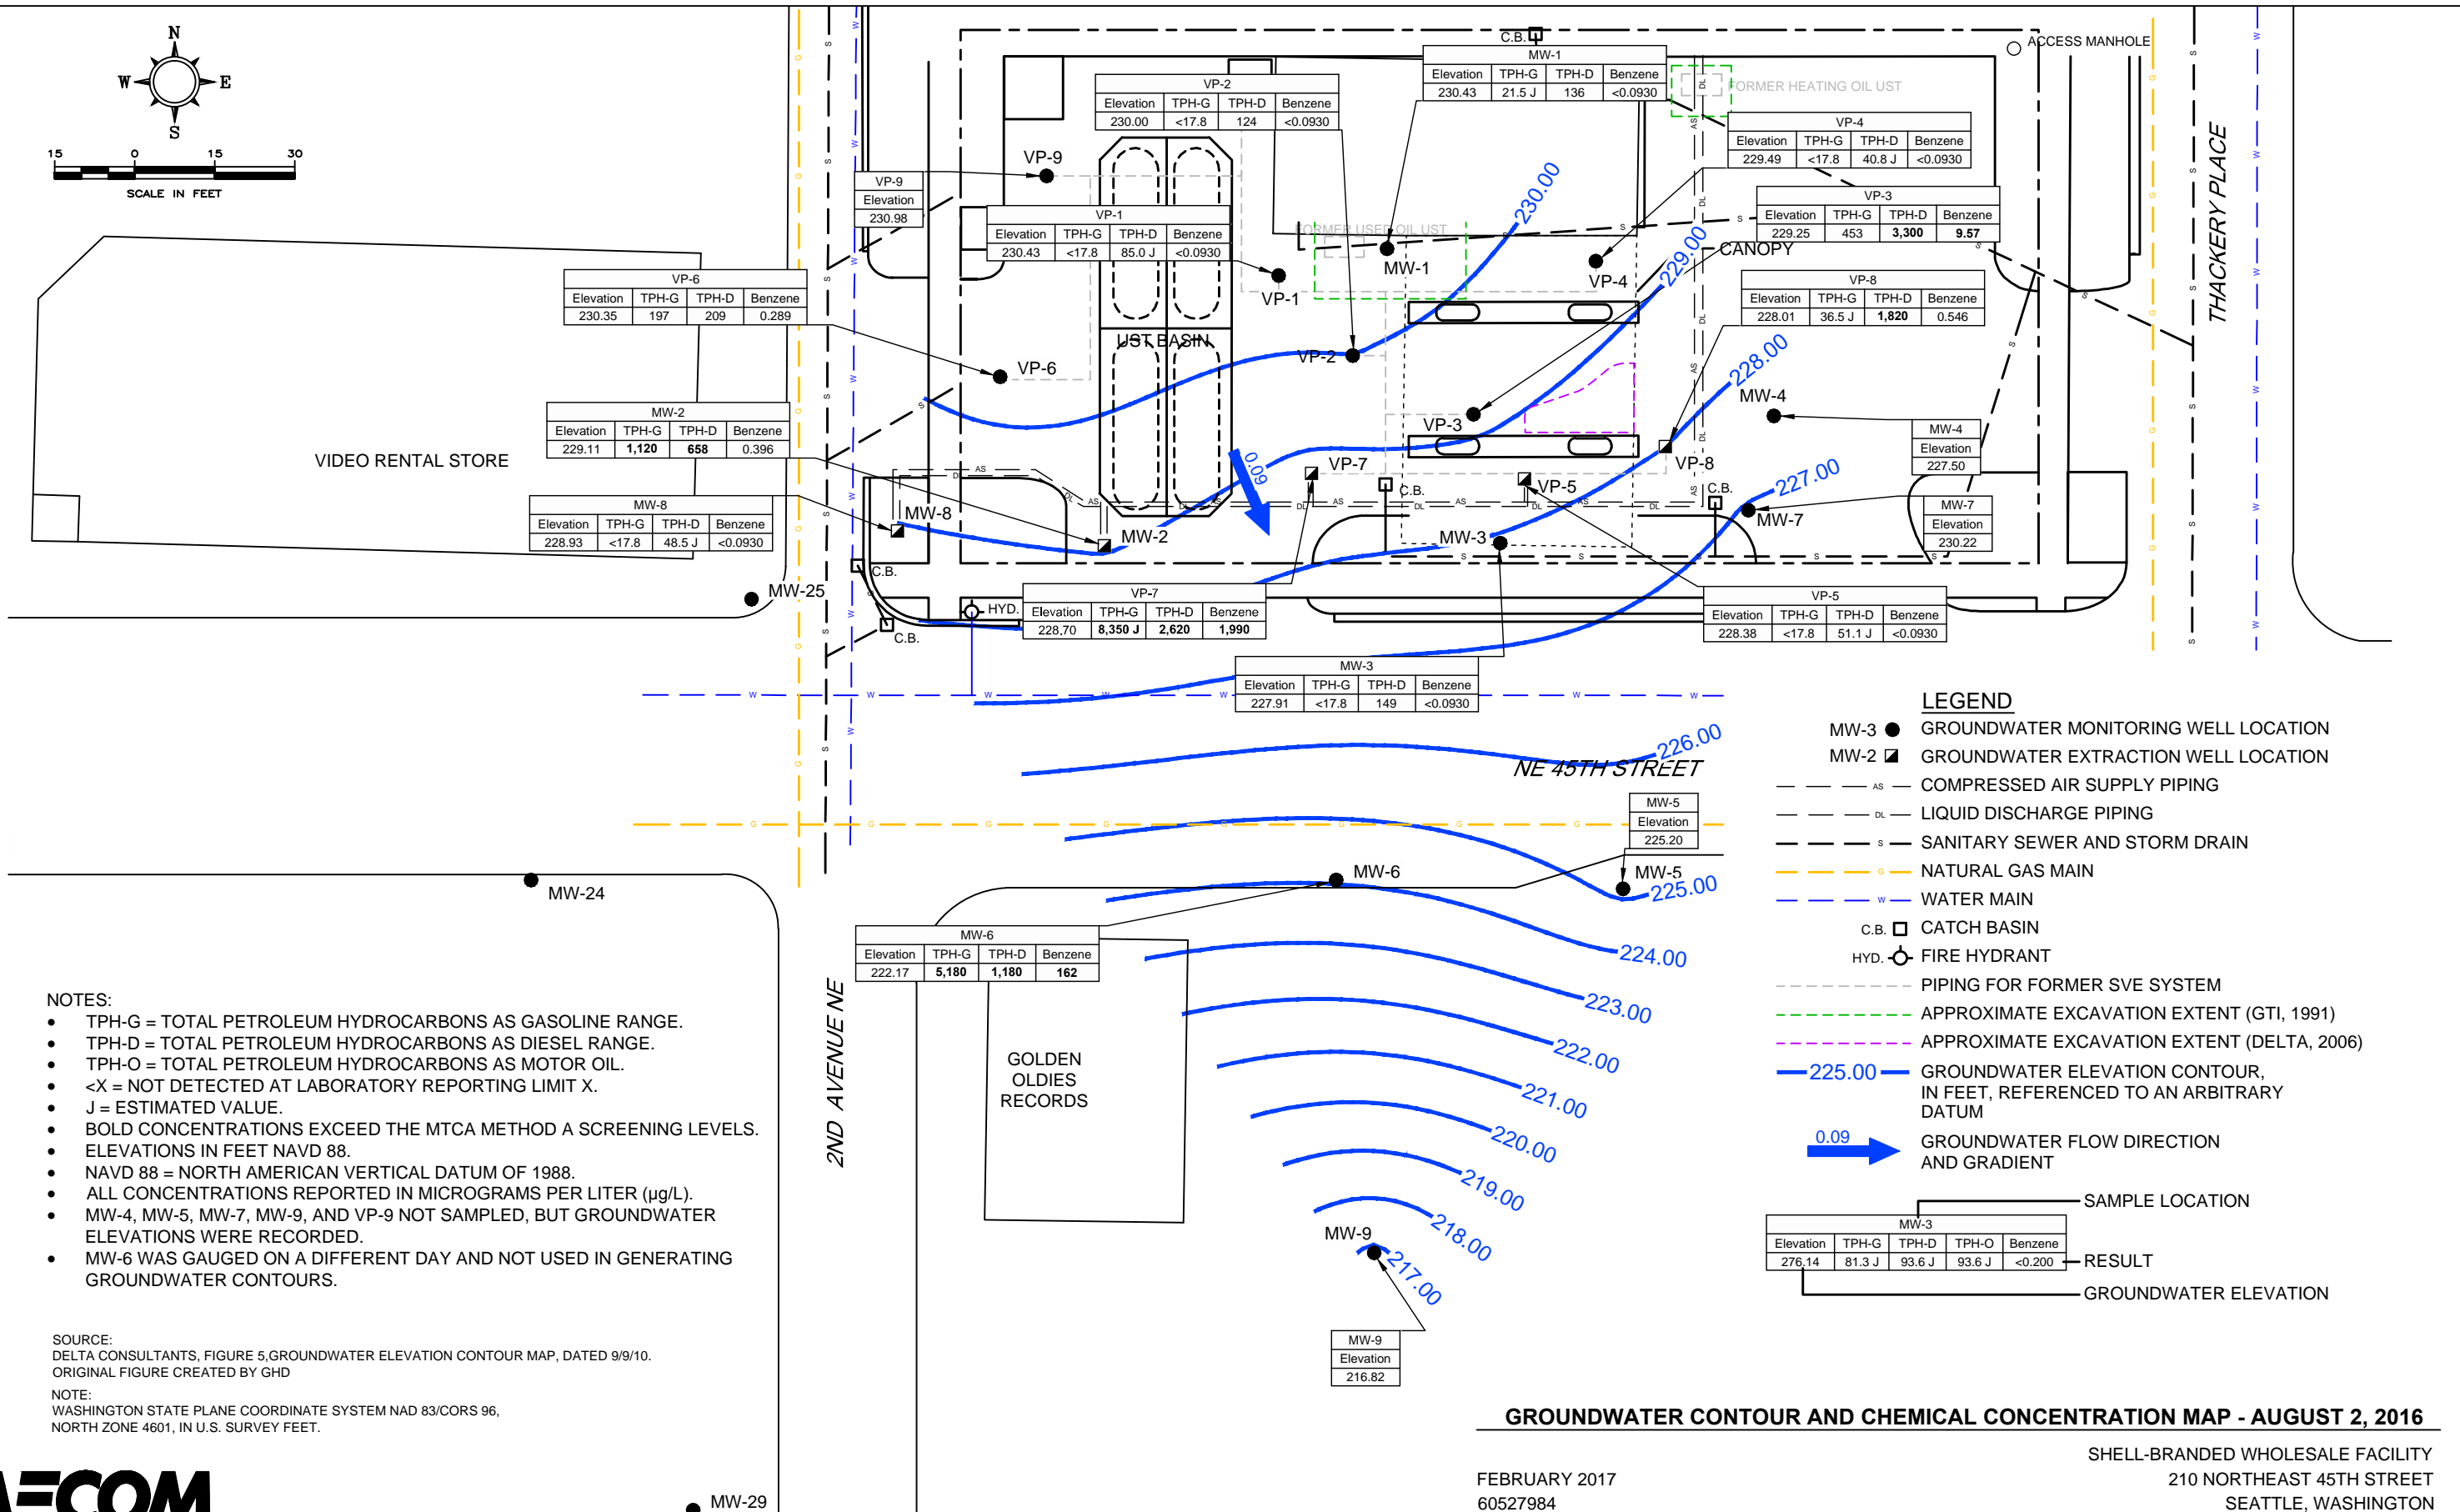 N
W E
S
15 0 15 30
SCALE IN FEET
C.B.
ACCESS MANHOLE
MW-1
Elevation TPH-G TPH-D Benzene
230.43 21.5 J 136 <0.0930
VP-2
Elevation TPH-G TPH-D Benzene
230.00 <17.8 124 <0.0930
FORMER HEATING OIL UST
VP-4
Elevation TPH-G TPH-D Benzene
229.49 <17.8 40.8 J <0.0930
VP-9
VP-9
Elevation
230.98
VP-3
Elevation TPH-G TPH-D Benzene
229.25 453 3,300 9.57
VP-1
Elevation TPH-G TPH-D Benzene
230.43 <17.8 85.0 J <0.0930
FORMER USED OIL UST
230.00
229.00
CANOPY
THACKERY PLACE
MW-1
VP-1
VP-4
VP-6
Elevation TPH-G TPH-D Benzene
230.35 197 209 0.289
VP-8
Elevation TPH-G TPH-D Benzene
228.01 36.5 J 1,820 0.546
UST BASIN
VP-2
VP-6
228.00
MW-4
MW-2
Elevation TPH-G TPH-D Benzene
229.11 1,120 658 0.396
VP-3
MW-4
Elevation
227.50
VIDEO RENTAL STORE
0.09
VP-7
VP-8
227.00
VP-5
C.B.
C.B.
MW-8
Elevation TPH-G TPH-D Benzene
228.93 <17.8 48.5 J <0.0930
MW-8
MW-2
MW-3
MW-7
MW-7
Elevation
230.22
C.B.
MW-25
HYD.
C.B.
VP-7
Elevation TPH-G TPH-D Benzene
228.70 8,350 J 2,620 1,990
VP-5
Elevation TPH-G TPH-D Benzene
228.38 <17.8 51.1 J <0.0930
MW-3
Elevation TPH-G TPH-D Benzene
227.91 <17.8 149 <0.0930
226.00
NE 45TH STREET
MW-5
Elevation
225.20
MW-6
MW-5
225.00
MW-24
MW-6
Elevation TPH-G TPH-D Benzene
222.17 5,180 1,180 162
224.00
223.00
222.00
221.00
220.00
219.00
218.00
217.00
2ND AVENUE NE
GOLDEN
OLDIES
RECORDS
MW-9
MW-9
Elevation
216.82
LEGEND
MW-3 GROUNDWATER MONITORING WELL LOCATION
MW-2 GROUNDWATER EXTRACTION WELL LOCATION
AS COMPRESSED AIR SUPPLY PIPING
DL LIQUID DISCHARGE PIPING
S SANITARY SEWER AND STORM DRAIN
G NATURAL GAS MAIN
W WATER MAIN
C.B. CATCH BASIN
HYD. FIRE HYDRANT
PIPING FOR FORMER SVE SYSTEM
APPROXIMATE EXCAVATION EXTENT (GTI, 1991)
APPROXIMATE EXCAVATION EXTENT (DELTA, 2006)
225.00 GROUNDWATER ELEVATION CONTOUR,
IN FEET, REFERENCED TO AN ARBITRARY
DATUM
0.09 GROUNDWATER FLOW DIRECTION
AND GRADIENT
SAMPLE LOCATION
MW-3
Elevation TPH-G TPH-D TPH-O Benzene
276.14 81.3 J 93.6 J 93.6 J <0.200
RESULT
GROUNDWATER ELEVATION
NOTES:
• TPH-G = TOTAL PETROLEUM HYDROCARBONS AS GASOLINE RANGE.
• TPH-D = TOTAL PETROLEUM HYDROCARBONS AS DIESEL RANGE.
• TPH-O = TOTAL PETROLEUM HYDROCARBONS AS MOTOR OIL.
• <X = NOT DETECTED AT LABORATORY REPORTING LIMIT X.
• J = ESTIMATED VALUE.
• BOLD CONCENTRATIONS EXCEED THE MTCA METHOD A SCREENING LEVELS.
• ELEVATIONS IN FEET NAVD 88.
• NAVD 88 = NORTH AMERICAN VERTICAL DATUM OF 1988.
• ALL CONCENTRATIONS REPORTED IN MICROGRAMS PER LITER (µg/L).
• MW-4, MW-5, MW-7, MW-9, AND VP-9 NOT SAMPLED, BUT GROUNDWATER
ELEVATIONS WERE RECORDED.
• MW-6 WAS GAUGED ON A DIFFERENT DAY AND NOT USED IN GENERATING
GROUNDWATER CONTOURS.
SOURCE:
DELTA CONSULTANTS, FIGURE 5,GROUNDWATER ELEVATION CONTOUR MAP, DATED 9/9/10.
ORIGINAL FIGURE CREATED BY GHD
NOTE:
WASHINGTON STATE PLANE COORDINATE SYSTEM NAD 83/CORS 96,
NORTH ZONE 4601, IN U.S. SURVEY FEET.
AECOM
MW-29
GROUNDWATER CONTOUR AND CHEMICAL CONCENTRATION MAP - AUGUST 2, 2016
SHELL-BRANDED WHOLESALE FACILITY
FEBRUARY 2017 210 NORTHEAST 45TH STREET
60527984 SEATTLE, WASHINGTON